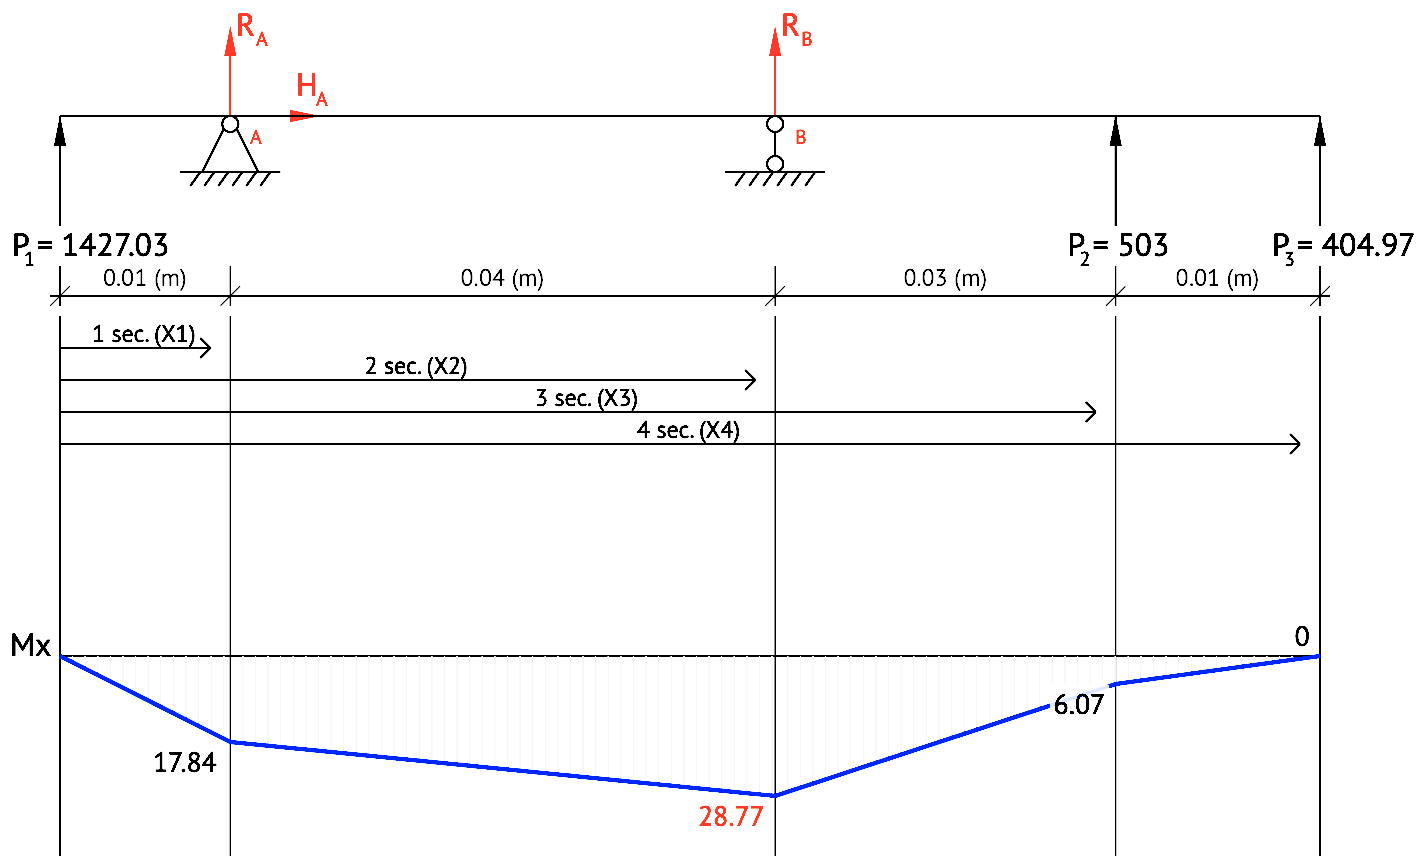 R_A
R_B
H_A
A
B
P_1 = 1427.03
P_2 = 503
P_3 = 404.97
0.01 (m)
0.04 (m)
0.03 (m)
0.01 (m)
1 sec. (X1)
2 sec. (X2)
3 sec. (X3)
4 sec. (X4)
Mx
0
6.07
17.84
28.77